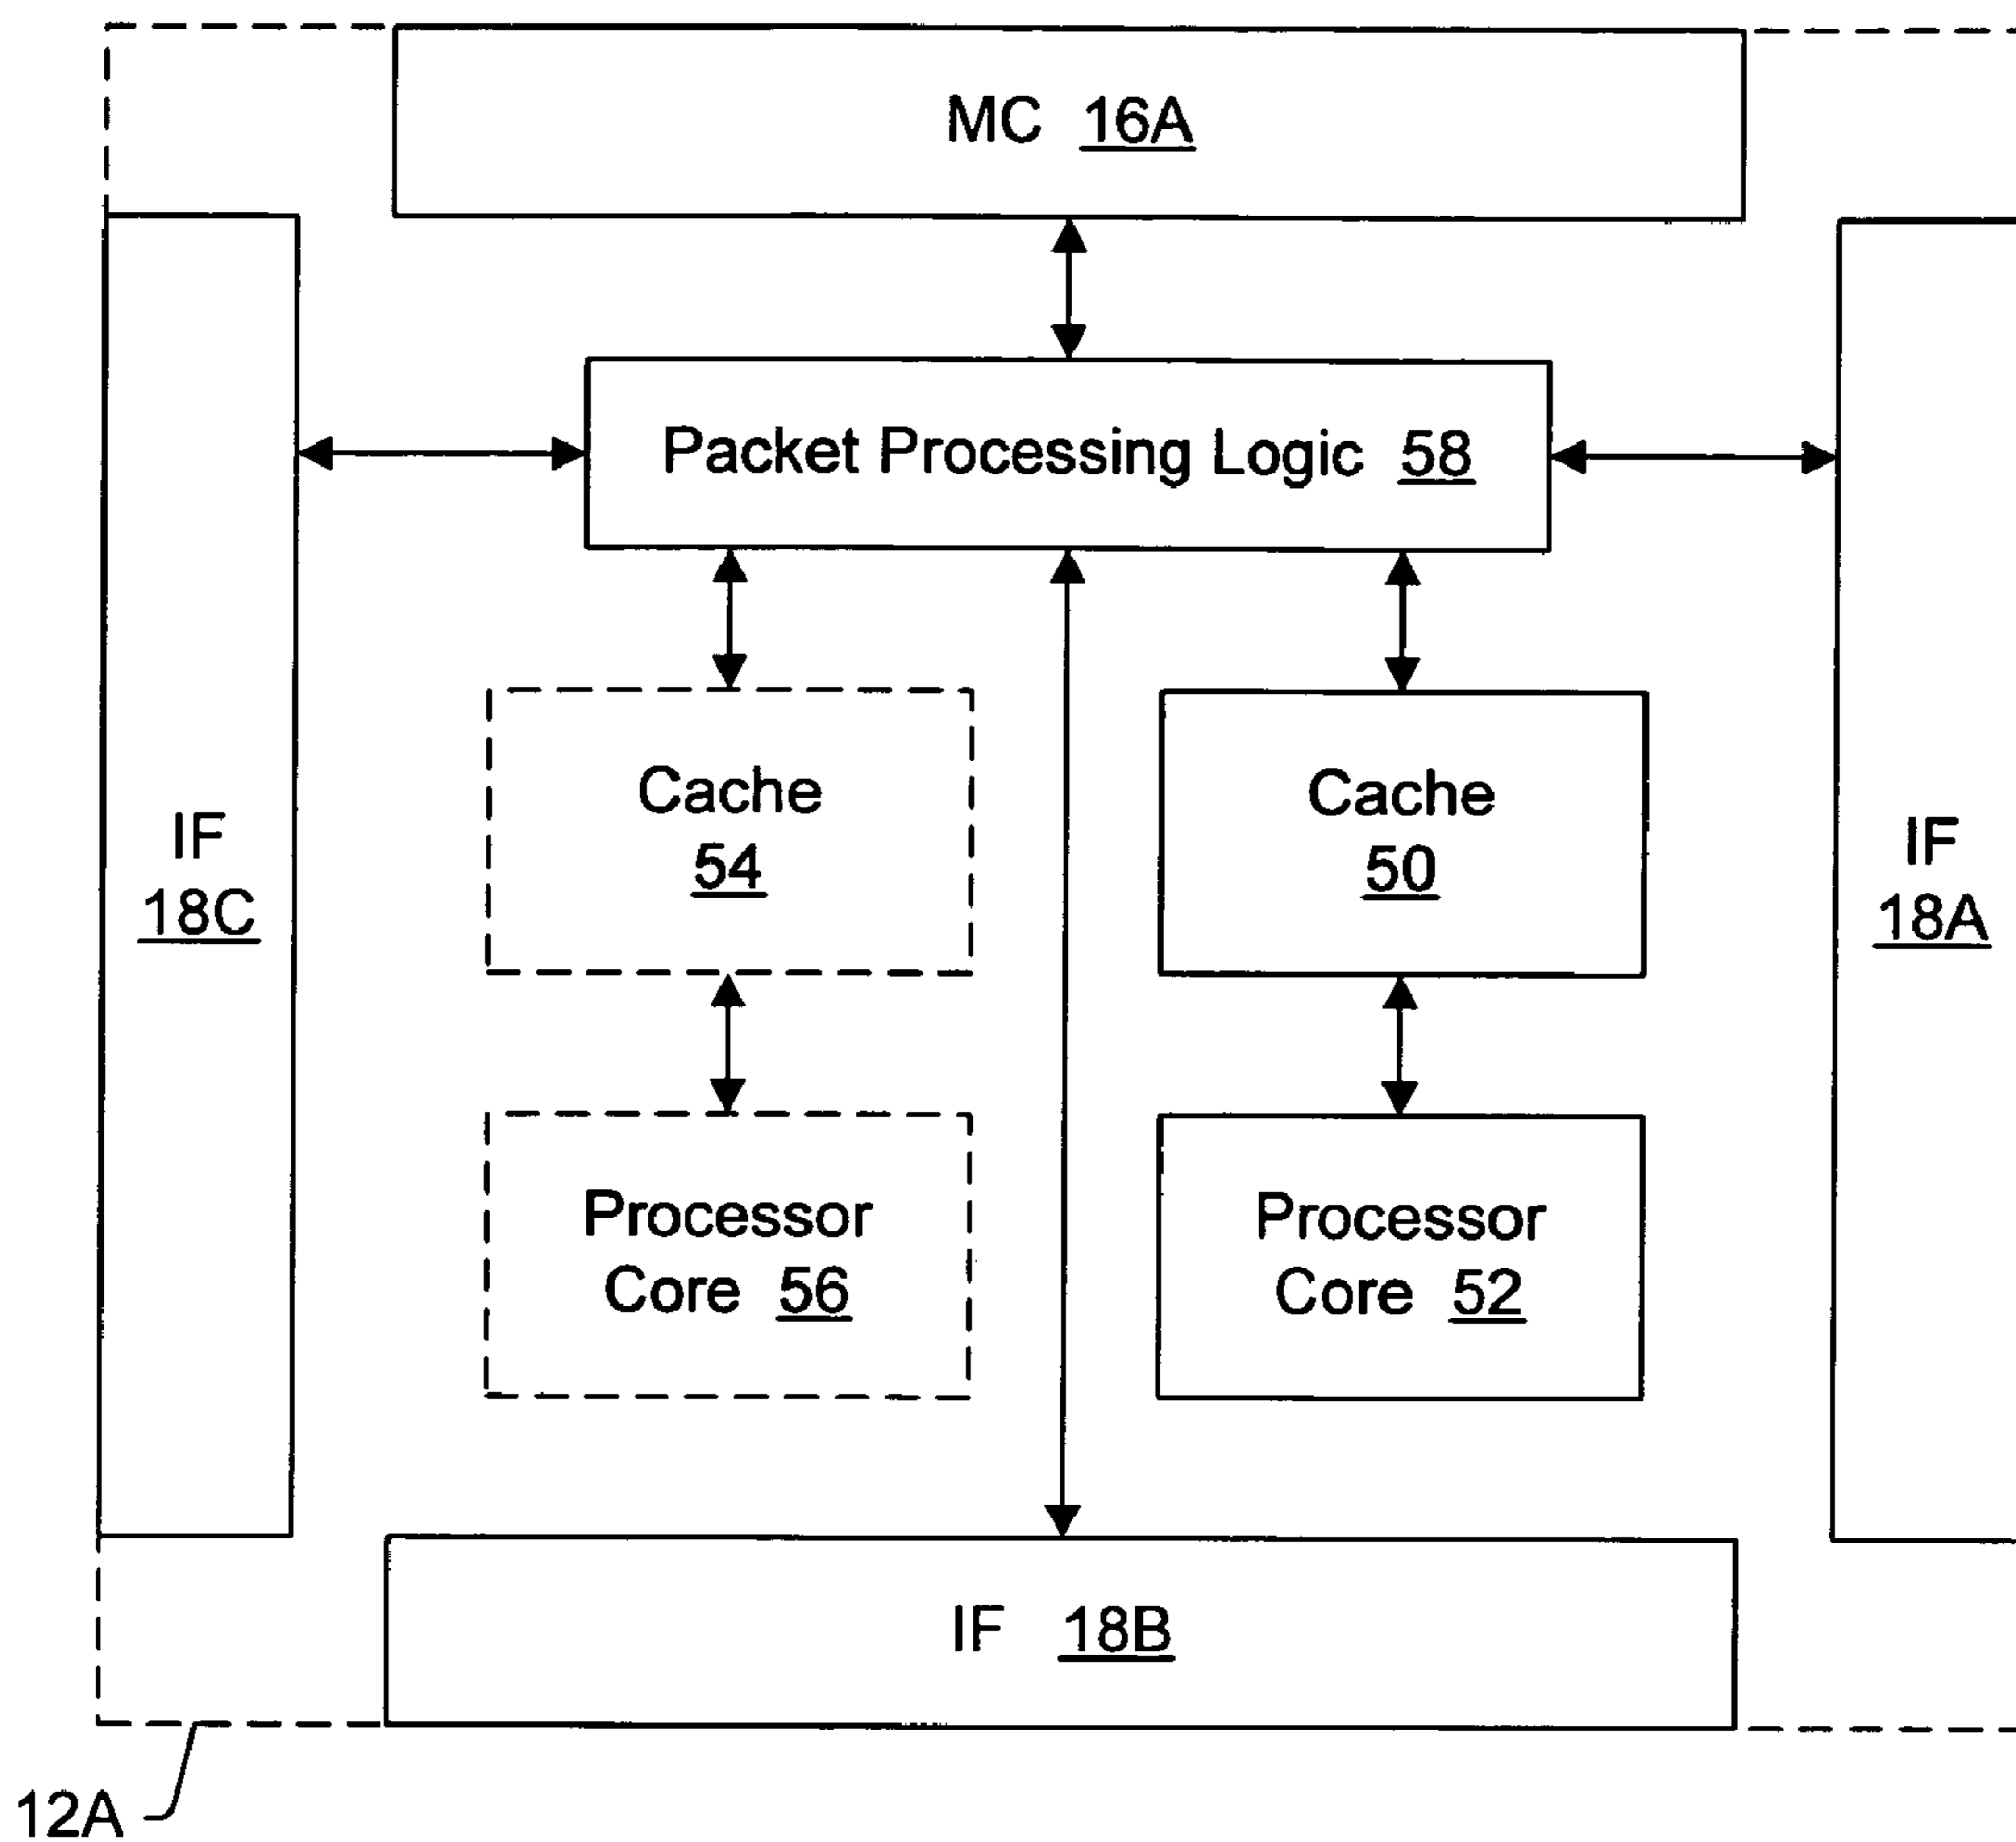 MC 16A
Packet Processing Logic 58
Cache
54
Cache
50
IF
18C
IF
18A
Processor
Core 56
Processor
Core 52
IF 18B
12A